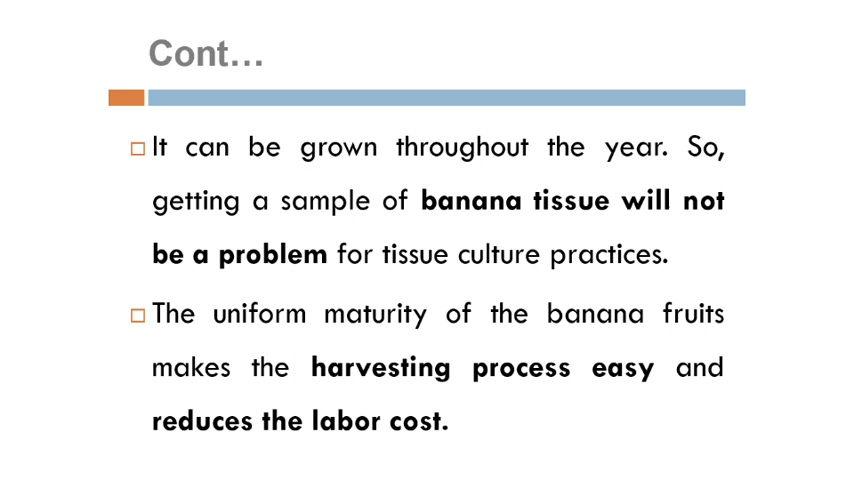 Cont...
It can be grown throughout the year. So,
getting a sample of banana tissue will not
be a problem for tissue culture practices.
The uniform maturity of the banana fruits
makes the harvesting process easy and
reduces the labor cost.